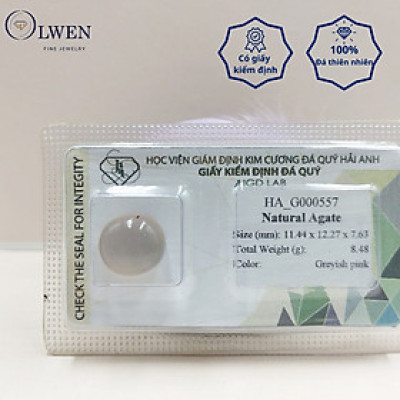 OLWEN
FINE JEWELRY
Có giấy
kiểm định
100%
Đá thiên nhiên
CHECK THE SEAL FOR INTEGRITY
HỌC VIỆN GIÁM ĐỊNH KIM CƯƠNG ĐÁ QUÝ HẢI ANH
GIẤY KIỂM ĐỊNH ĐÁ QUÝ
LAB
HA_G000557
Natural Agate
Size (mm): 11.44 x 12.27 x 7.63
Total Weight (g): 8.48
Color: Greyish pink